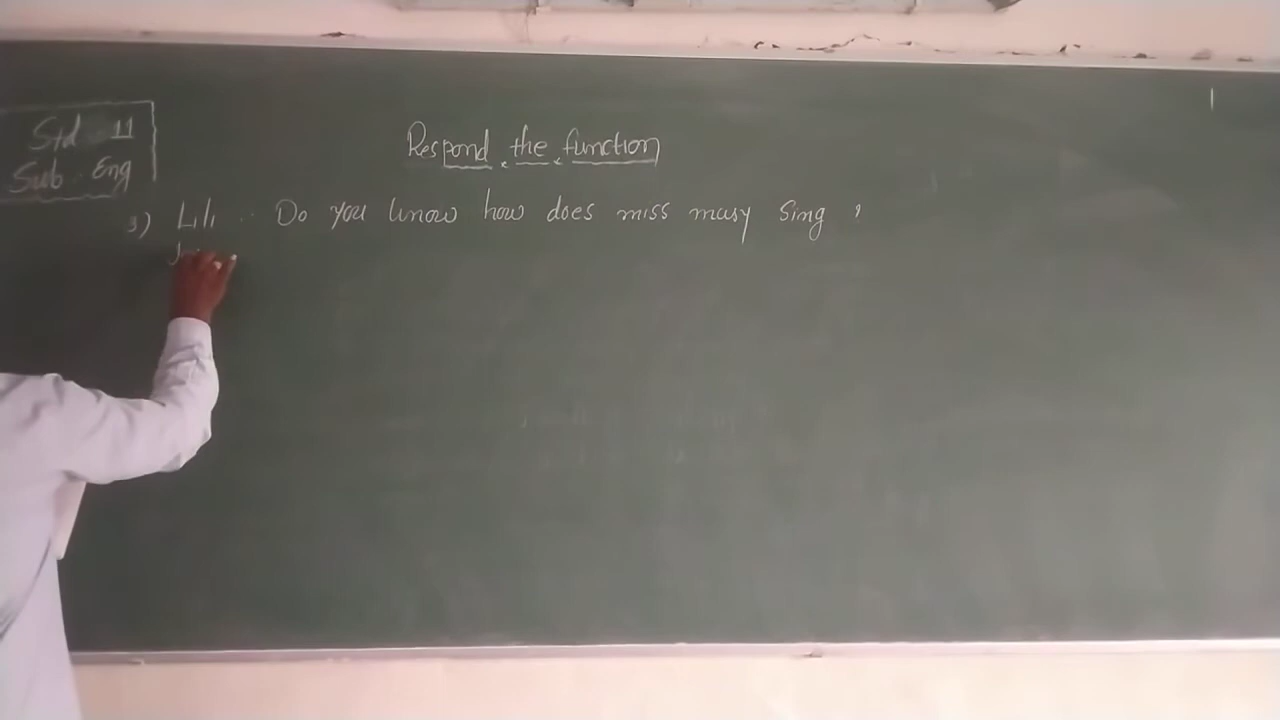 Std - 11
Sub - Eng
Respond the function
3) Lili .. Do you know how does miss mary Sing ?